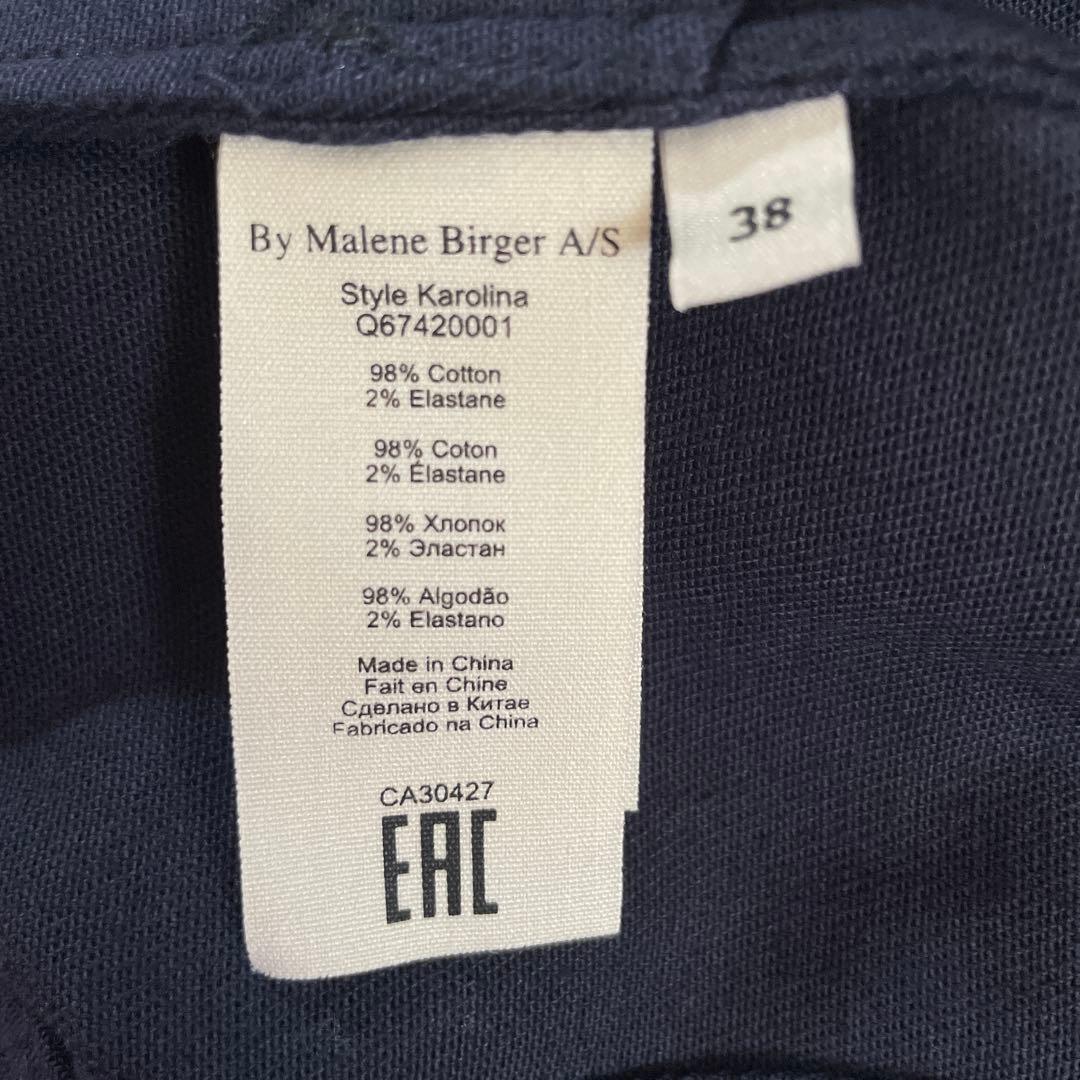 By Malene Birger A/S
Style Karolina
Q67420001
98% Cotton
2% Elastane
98% Coton
2% Élastane
98% Хлопок
2% Эластан
98% Algodão
2% Elastano
Made in China
Fait en Chine
Сделано в Китае
Fabricado na China
CA30427
EAC
38